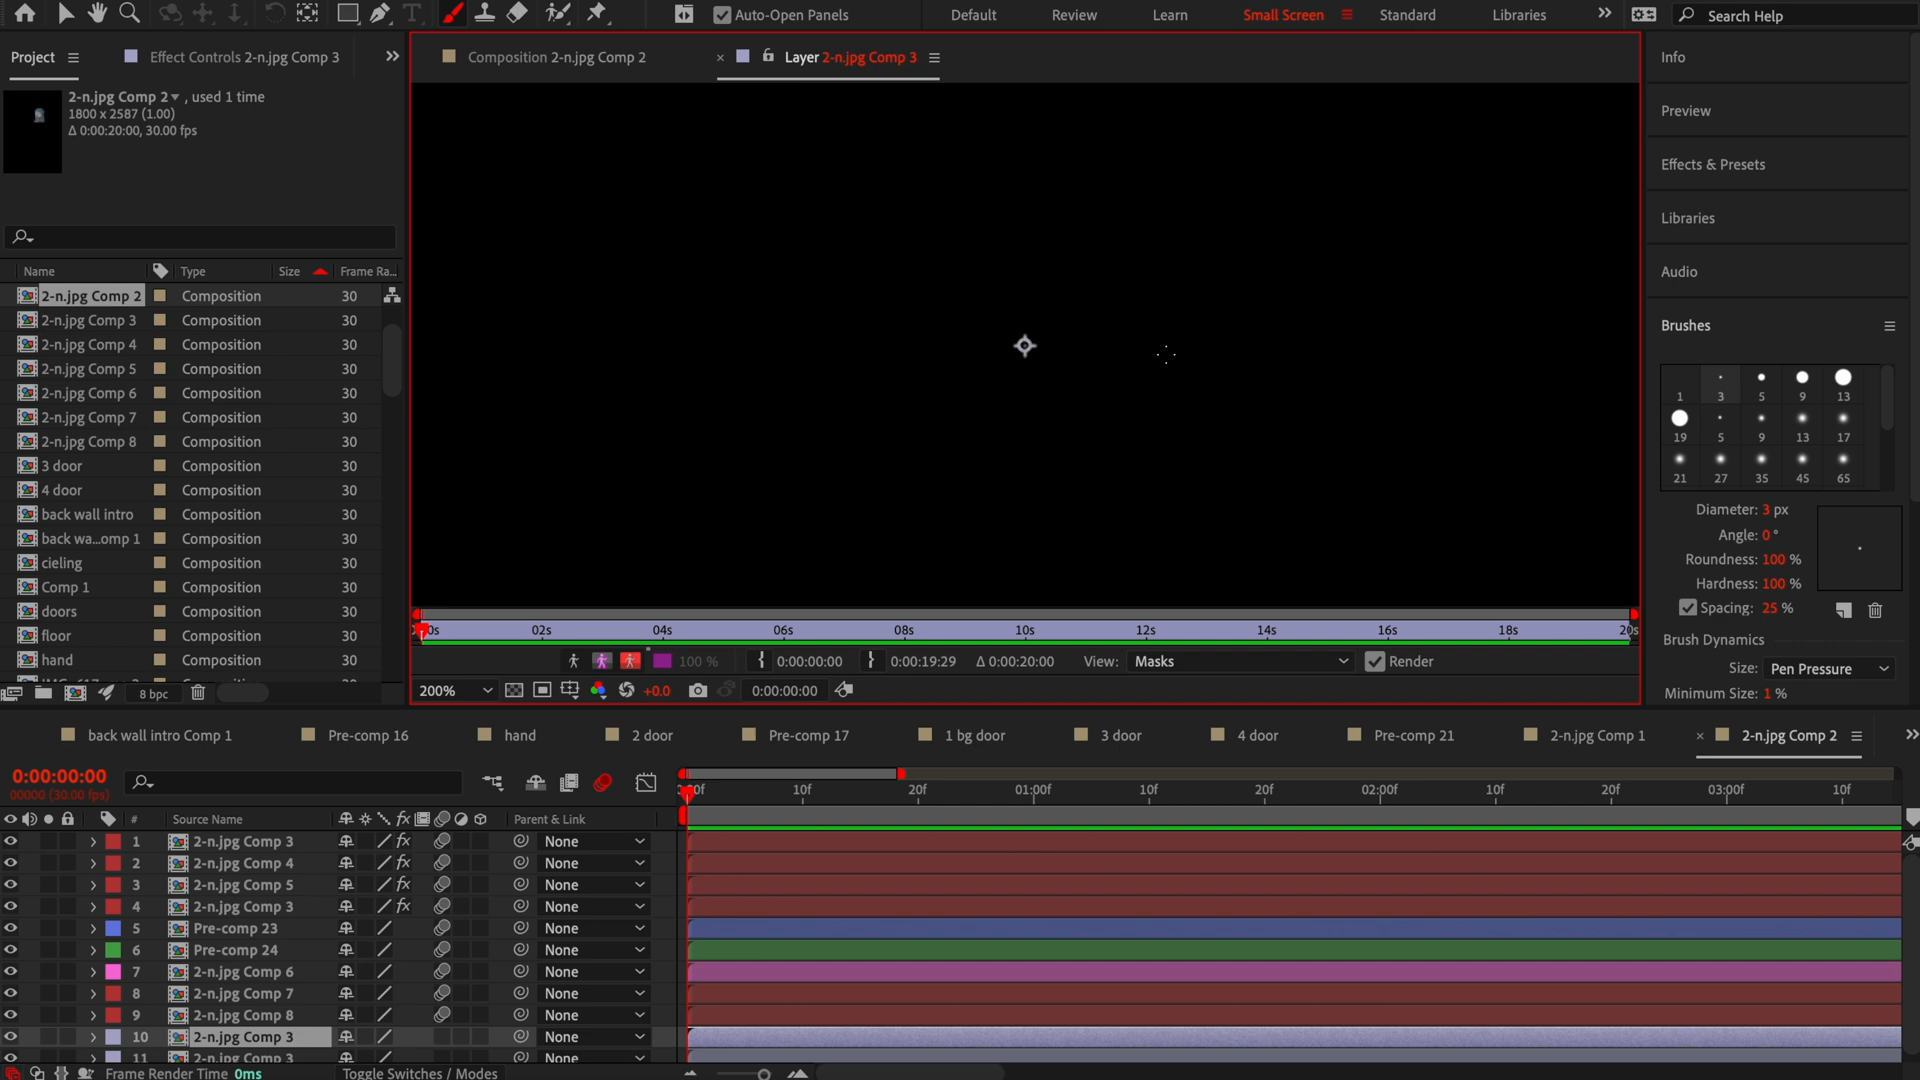 Auto-Open Panels
Default
Review
Learn
Small Screen
Standard
Libraries
Search Help
Project
Effect Controls 2-n.jpg Comp 3
Composition 2-n.jpg Comp 2
Layer 2-n.jpg Comp 3
2-n.jpg Comp 2 , used 1 time
1800 x 2587 (1.00)
Δ 0:00:20:00, 30.00 fps
Name Type Size Frame Ra...
2-n.jpg Comp 2 Composition 30
2-n.jpg Comp 3 Composition 30
2-n.jpg Comp 4 Composition 30
2-n.jpg Comp 5 Composition 30
2-n.jpg Comp 6 Composition 30
2-n.jpg Comp 7 Composition 30
2-n.jpg Comp 8 Composition 30
3 door Composition 30
4 door Composition 30
back wall intro Composition 30
back wa...omp 1 Composition 30
cieling Composition 30
Comp 1 Composition 30
doors Composition 30
floor Composition 30
hand Composition 30
8 bpc
02s 04s 06s 08s 10s 12s 14s 16s 18s 20s
100 % 0:00:00:00 0:00:19:29 Δ 0:00:20:00 View: Masks Render
200% +0.0 0:00:00:00
Info
Preview
Effects & Presets
Libraries
Audio
Brushes
1 3 5 9 13
19 5 9 13 17
21 27 35 45 65
Diameter: 3 px
Angle: 0 °
Roundness: 100 %
Hardness: 100 %
Spacing: 25 %
Brush Dynamics
Size: Pen Pressure
Minimum Size: 1 %
back wall intro Comp 1
Pre-comp 16
hand
2 door
Pre-comp 17
1 bg door
3 door
4 door
Pre-comp 21
2-n.jpg Comp 1
2-n.jpg Comp 2
0:00:00:00
00000 (30.00 fps)
10f 20f 01:00f 10f 20f 02:00f 10f 20f 03:00f 10f
# Source Name Parent & Link
1 2-n.jpg Comp 3 fx None
2 2-n.jpg Comp 4 fx None
3 2-n.jpg Comp 5 fx None
4 2-n.jpg Comp 3 fx None
5 Pre-comp 23 None
6 Pre-comp 24 None
7 2-n.jpg Comp 6 None
8 2-n.jpg Comp 7 None
9 2-n.jpg Comp 8 None
10 2-n.jpg Comp 3 None
11 2-n.jpg Comp 3 None
Frame Render Time 0ms
Toggle Switches / Modes